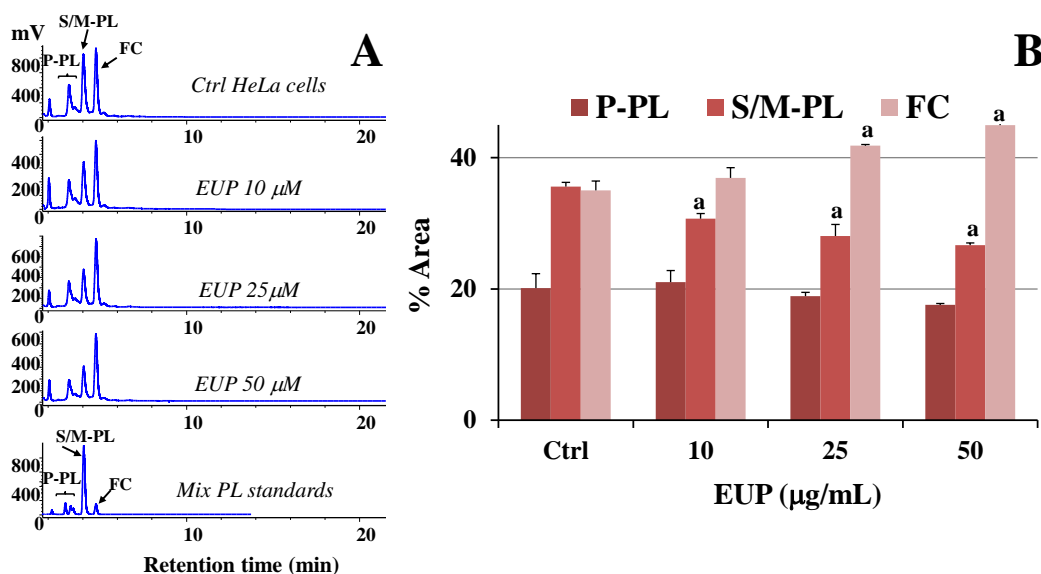 A
mV
S/M-PL
P-PL
FC
Ctrl HeLa cells
800
400
0
10
20
EUP 10 μM
400
200
0
10
20
EUP 25μM
600
400
200
0
10
20
EUP 50 μM
600
400
200
0
10
20
S/M-PL
P-PL
FC
Mix PL standards
800
400
0
10
20
Retention time (min)
B
P-PL S/M-PL FC
% Area
40
20
0
a
a
a
a
a
Ctrl 10 25 50
EUP (μg/mL)